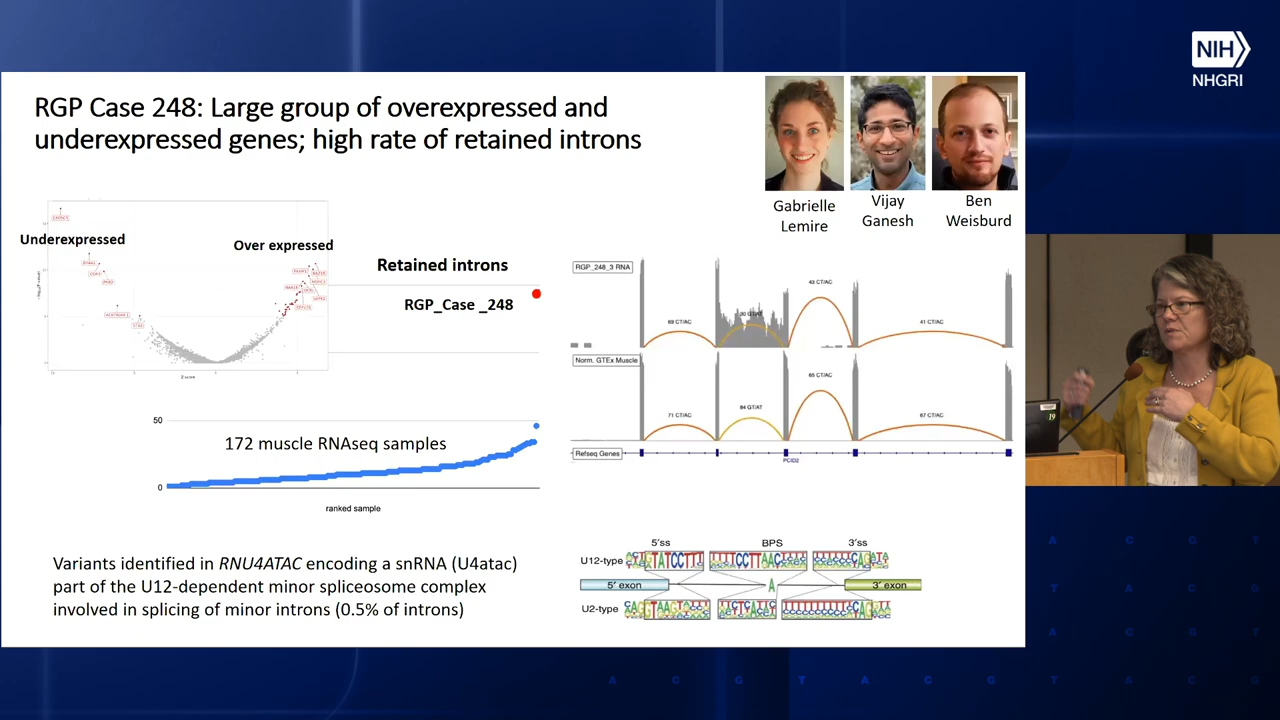 NIH
NHGRI
RGP Case 248: Large group of overexpressed and
underexpressed genes; high rate of retained introns
Gabrielle
Lemire
Vijay
Ganesh
Ben
Weisburd
Underexpressed
Over expressed
Z score
Retained introns
RGP_Case _248
50
172 muscle RNAseq samples
0
ranked sample
RGP_248_3 RNA
69 CT/AC
43 CT/AC
41 CT/AC
Norm. GTEx Muscle
71 CT/AC
84 GT/AT
65 CT/AC
67 CT/AC
Refseq Genes
PCID2
Variants identified in RNU4ATAC encoding a snRNA (U4atac)
part of the U12-dependent minor spliceosome complex
involved in splicing of minor introns (0.5% of introns)
5'ss
BPS
3'ss
U12-type
5' exon
A
3' exon
U2-type
19
A C G T A C G T A C G